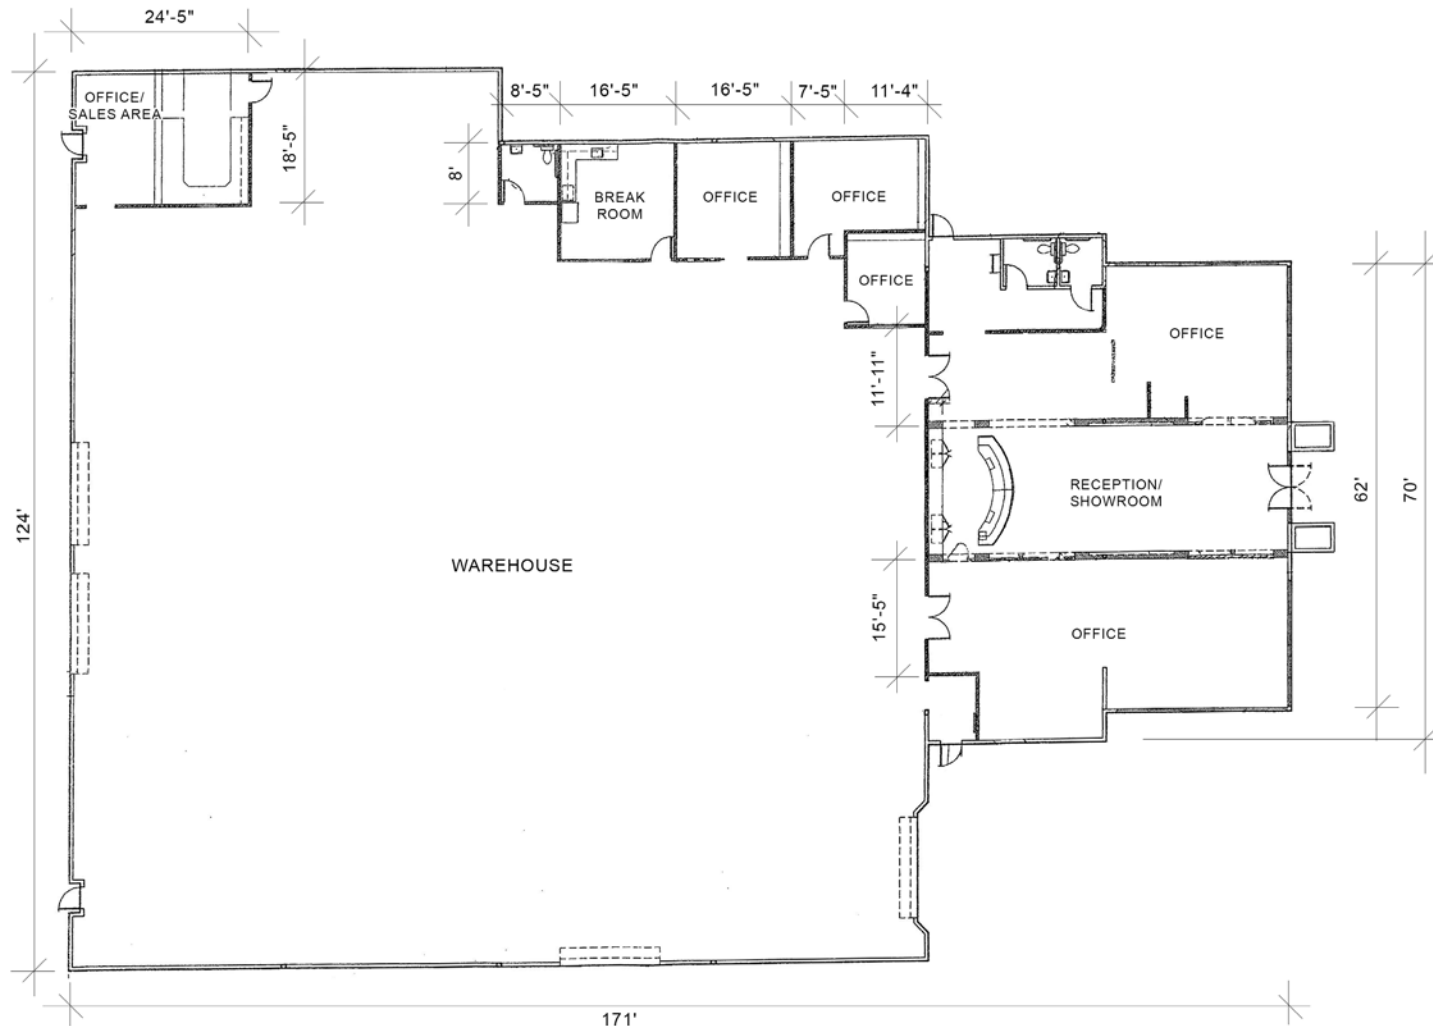 24'-5"
8'-5" 16'-5" 16'-5" 7'-5" 11'-4"
OFFICE/
SALES AREA
18'-5"
8'
BREAK
ROOM
OFFICE
OFFICE
OFFICE
OFFICE
11'-11"
RECEPTION/
SHOWROOM
62'
70'
124'
WAREHOUSE
15'-5"
OFFICE
171'